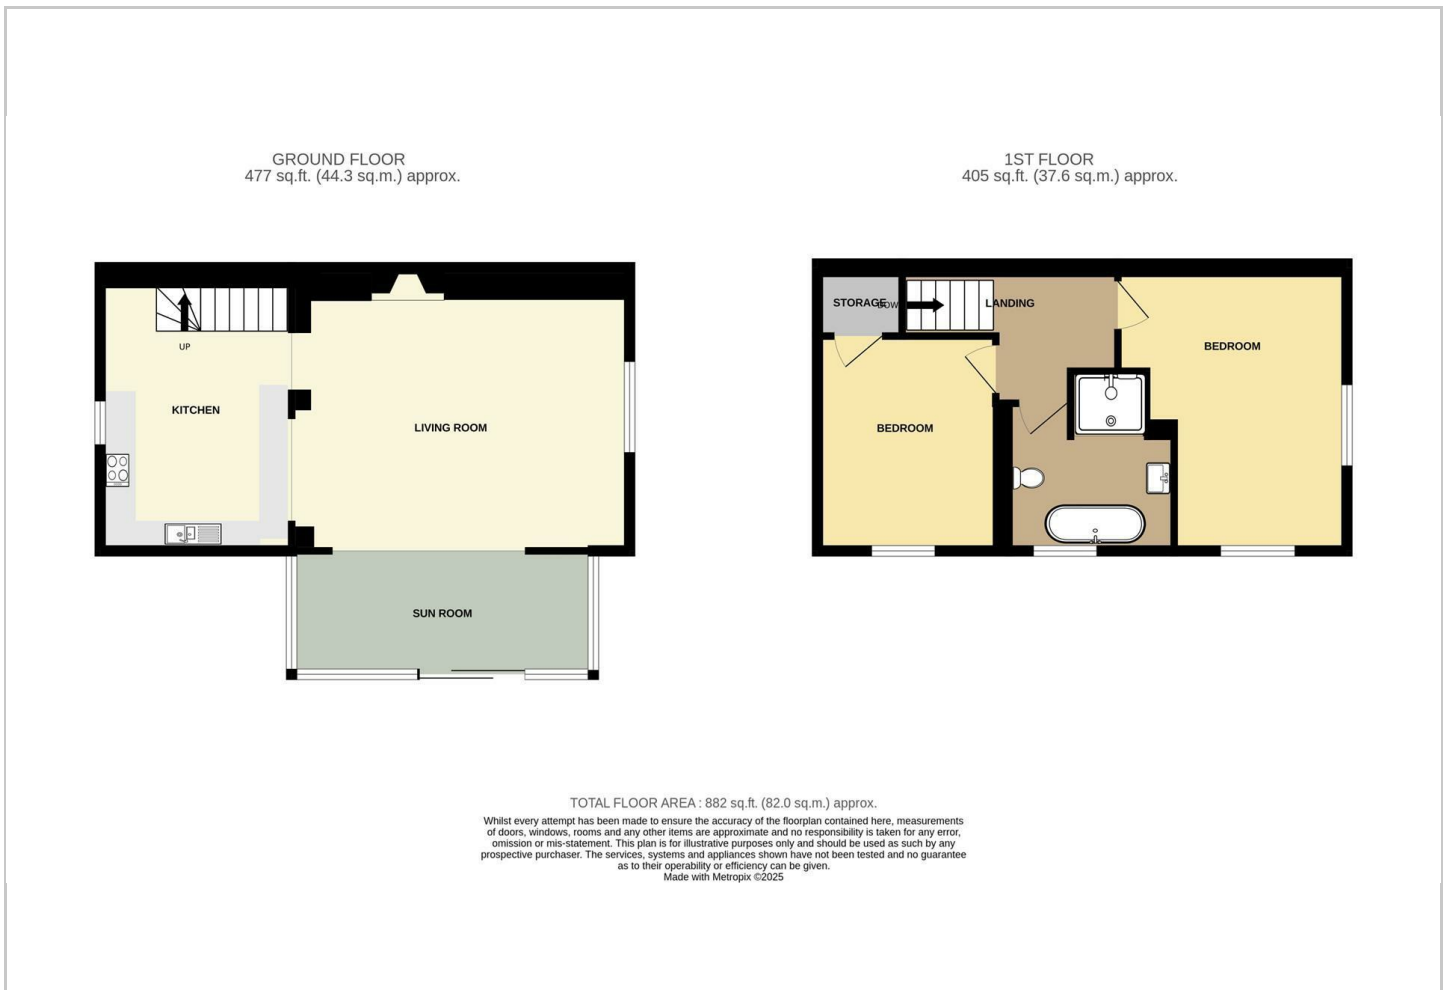 GROUND FLOOR
477 sq.ft. (44.3 sq.m.) approx.
1ST FLOOR
405 sq.ft. (37.6 sq.m.) approx.
UP
KITCHEN
LIVING ROOM
SUN ROOM
STORAGE
LANDING
BEDROOM
BEDROOM
TOTAL FLOOR AREA : 882 sq.ft. (82.0 sq.m.) approx.
Whilst every attempt has been made to ensure the accuracy of the floorplan contained here, measurements
of doors, windows, rooms and any other items are approximate and no responsibility is taken for any error,
omission or mis-statement. This plan is for illustrative purposes only and should be used as such by any
prospective purchaser. The services, systems and appliances shown have not been tested and no guarantee
as to their operability or efficiency can be given.
Made with Metropix ©2025